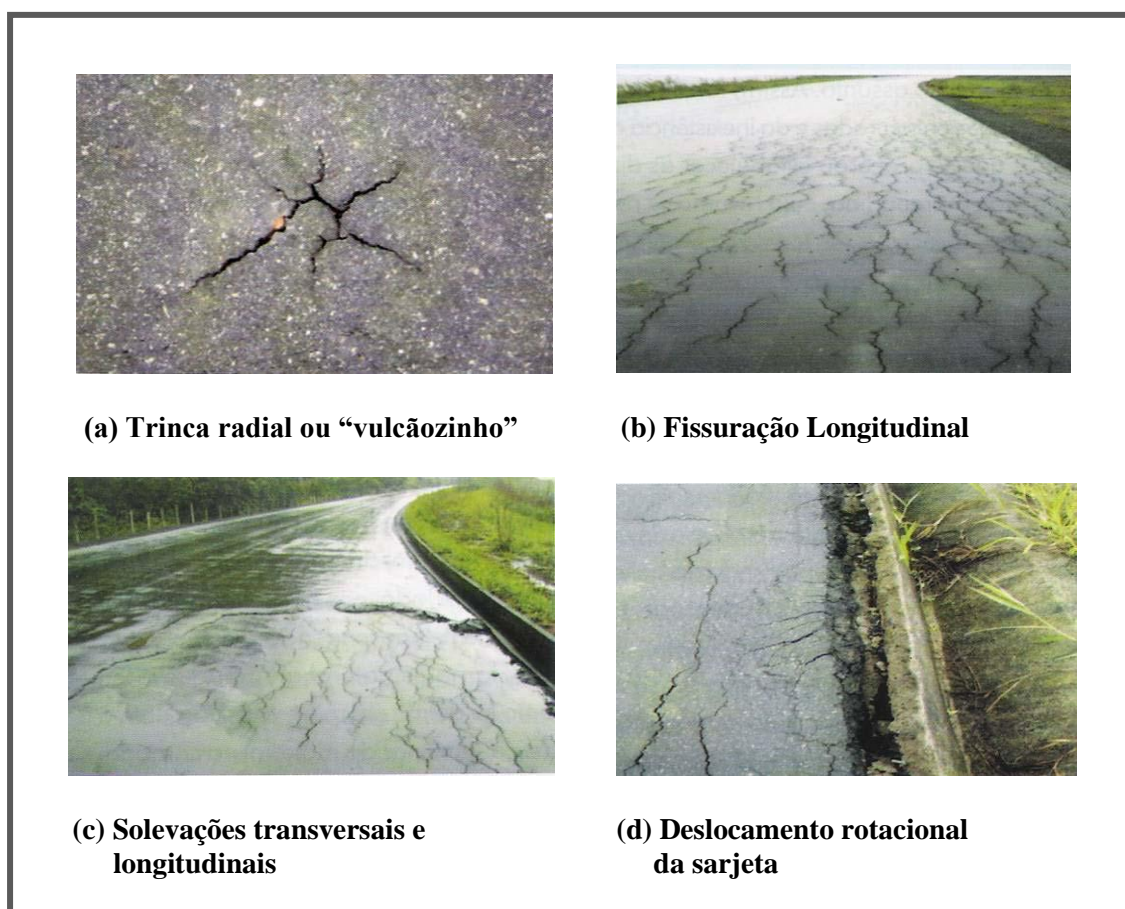 (a) Trinca radial ou “vulcãozinho”
(b) Fissuração Longitudinal
(c) Solevações transversais e
longitudinais
(d) Deslocamento rotacional
da sarjeta